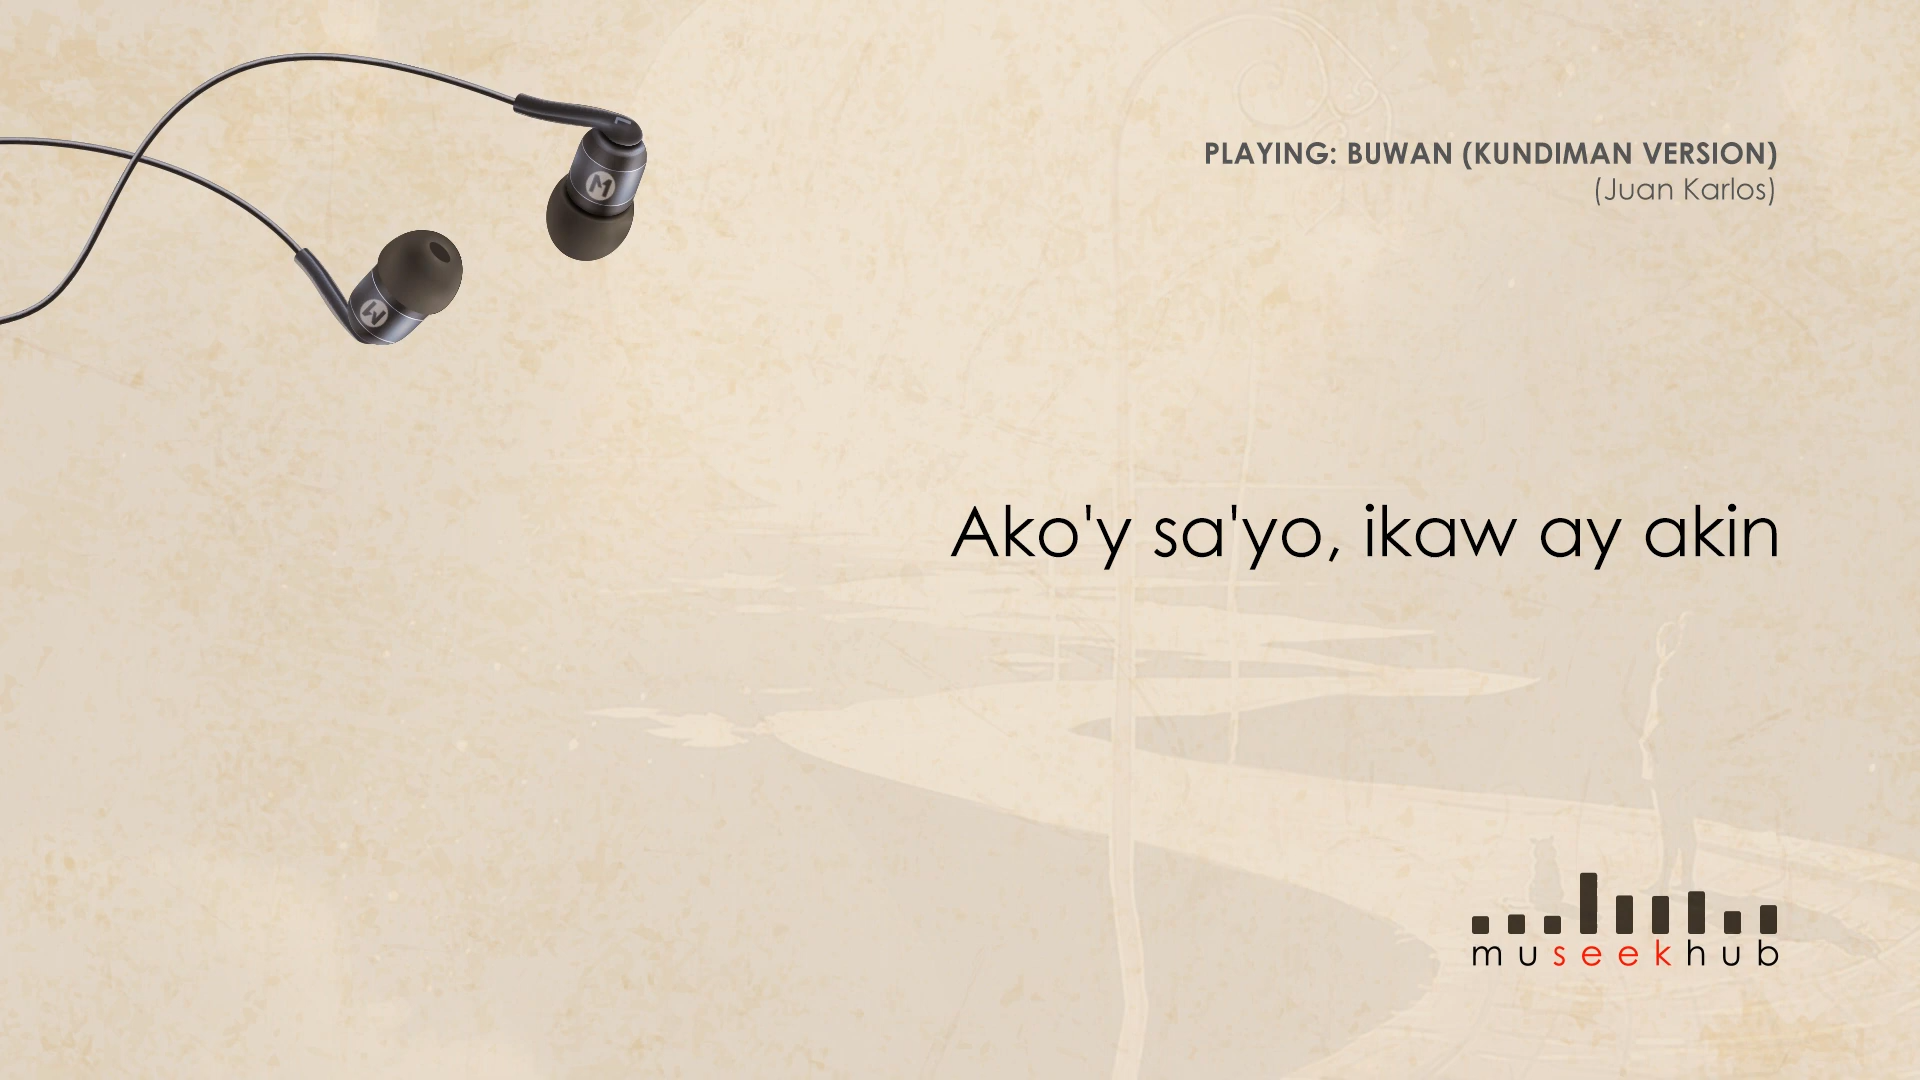 PLAYING: BUWAN (KUNDIMAN VERSION)
(Juan Karlos)
Ako'y sa'yo, ikaw ay akin
museekhub